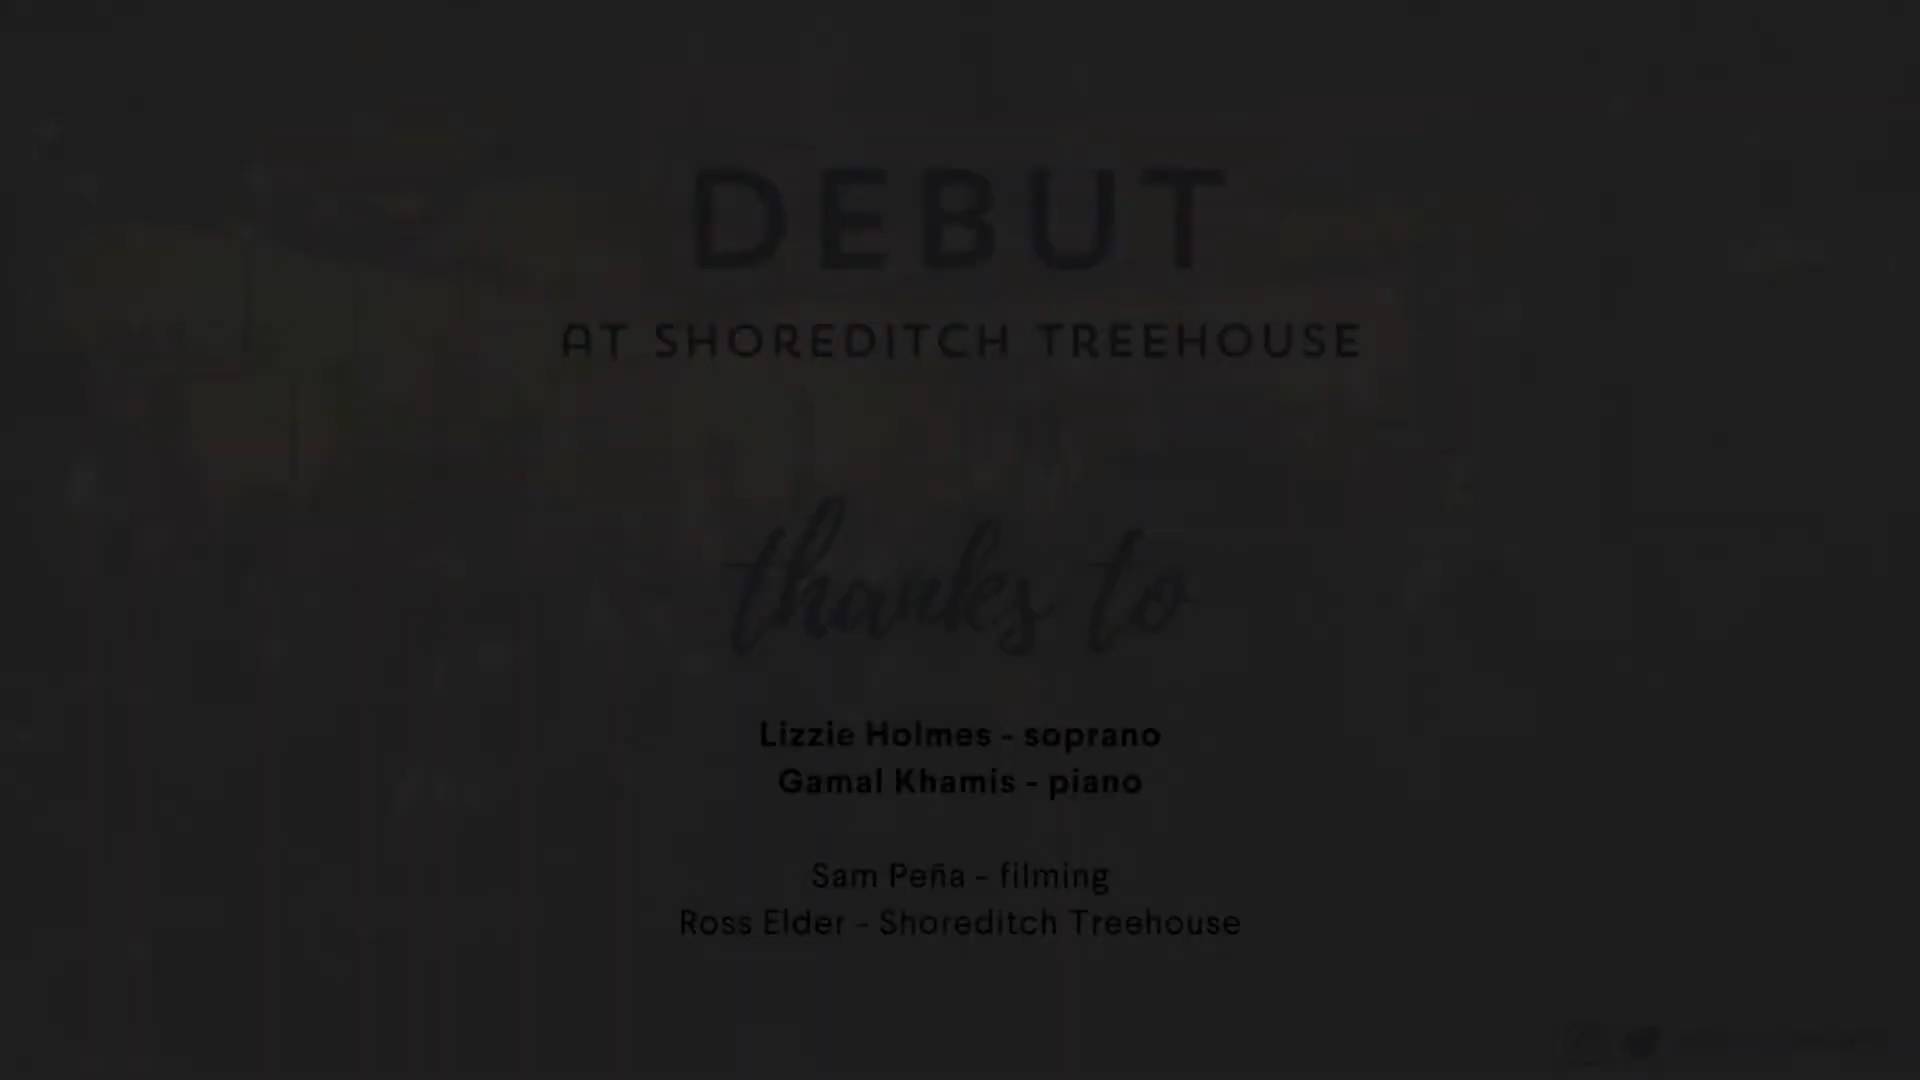 DEBUT
AT SHOREDITCH TREEHOUSE
thanks to
Lizzie Holmes - soprano
Gamal Khamis - piano
Sam Peña - filming
Ross Elder - Shoreditch Treehouse